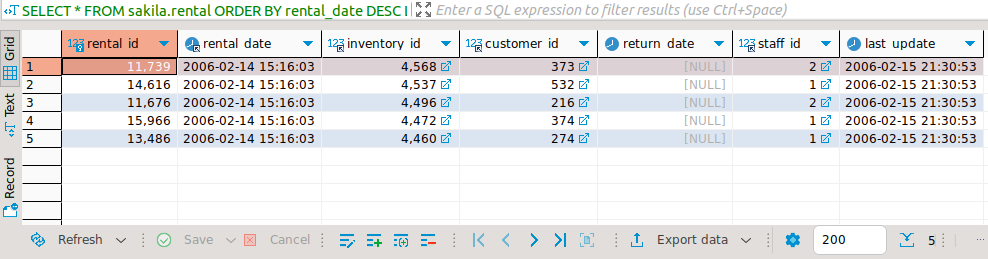 SELECT * FROM sakila.rental ORDER BY rental_date DESC Enter a SQL expression to filter results (use Ctrl+Space)
Grid
Text
Record
123 rental_id rental_date 123 inventory_id 123 customer_id return_date 123 staff_id last_update
1 11,739 2006-02-14 15:16:03 4,568 373 [NULL] 2 2006-02-15 21:30:53
2 14,616 2006-02-14 15:16:03 4,537 532 [NULL] 1 2006-02-15 21:30:53
3 11,676 2006-02-14 15:16:03 4,496 216 [NULL] 2 2006-02-15 21:30:53
4 15,966 2006-02-14 15:16:03 4,472 374 [NULL] 1 2006-02-15 21:30:53
5 13,486 2006-02-14 15:16:03 4,460 274 [NULL] 1 2006-02-15 21:30:53
Refresh Save Cancel Export data 200 5 ...